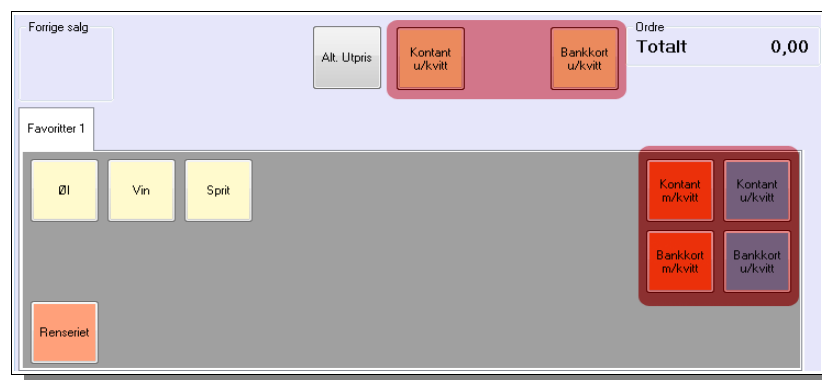 Forrige salg
Alt. Utpris
Kontant
u/kvitt
Bankkort
u/kvitt
Ordre
Totalt 0,00
Favoritter 1
Øl
Vin
Sprit
Kontant
m/kvitt
Kontant
u/kvitt
Bankkort
m/kvitt
Bankkort
u/kvitt
Renseriet